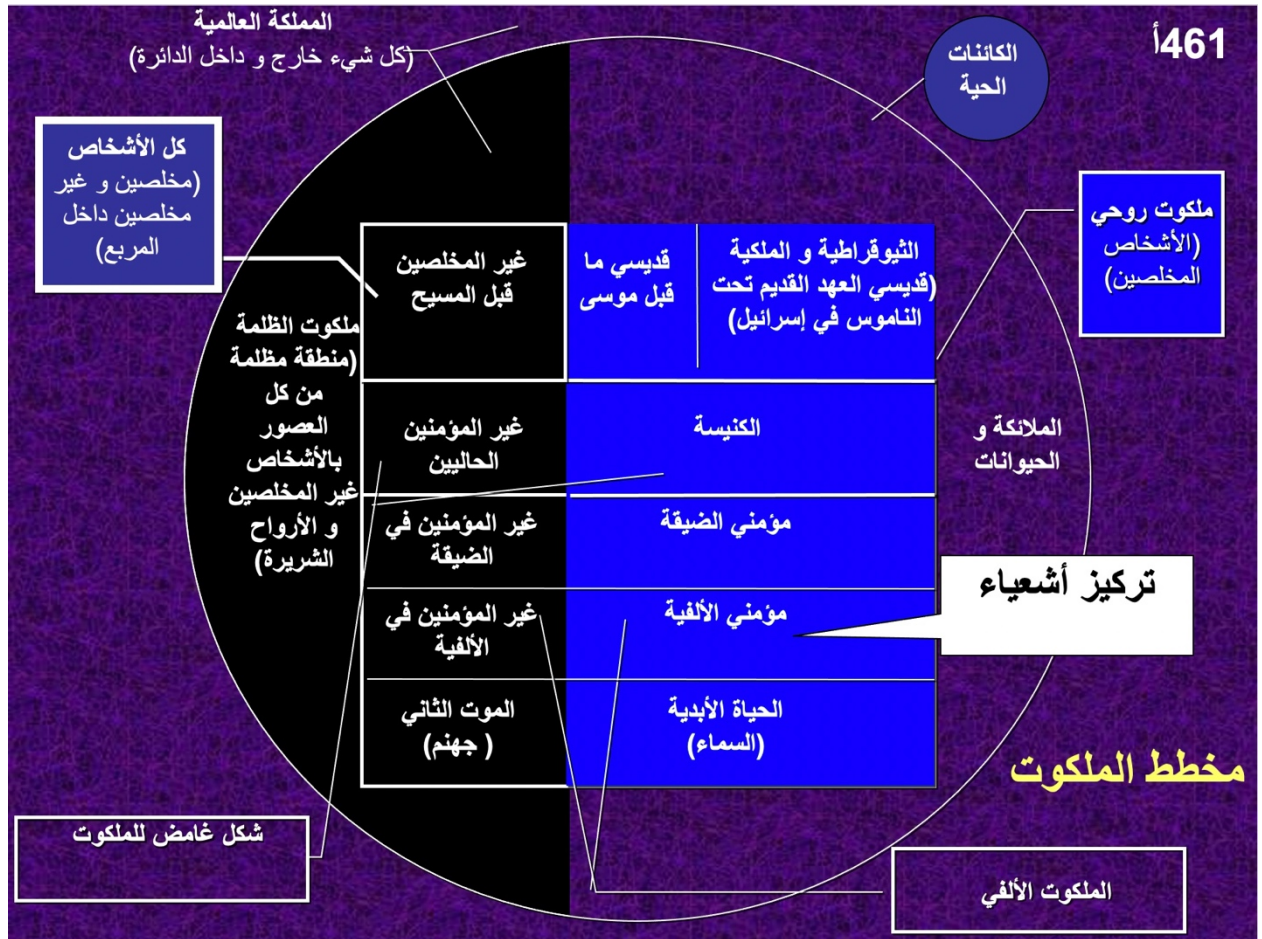 461أ
المملكة العالمية
(كل شيء خارج و داخل الدائرة)
الكائنات
الحية
كل الأشخاص
(مخلصين و غير
مخلصين داخل
المربع)
ملكوت روحي
(الأشخاص
المخلصين)
الثيوقراطية و الملكية
(قديسي العهد القديم تحت
الناموس في إسرائيل)
قديسي ما
قبل موسى
غير المخلصين
قبل المسيح
ملكوت الظلمة
(منطقة مظلمة
من كل
العصور
بالأشخاص
غير المخلصين
و الأرواح
الشريرة)
الكنيسة
غير المؤمنين
الحاليين
الملائكة و
الحيوانات
مؤمني الضيقة
غير المؤمنين في
الضيقة
تركيز أشعياء
مؤمني الألفية
غير المؤمنين في
الألفية
الحياة الأبدية
(السماء)
الموت الثاني
( جهنم)
مخطط الملكوت
شكل غامض للملكوت
الملكوت الألفي